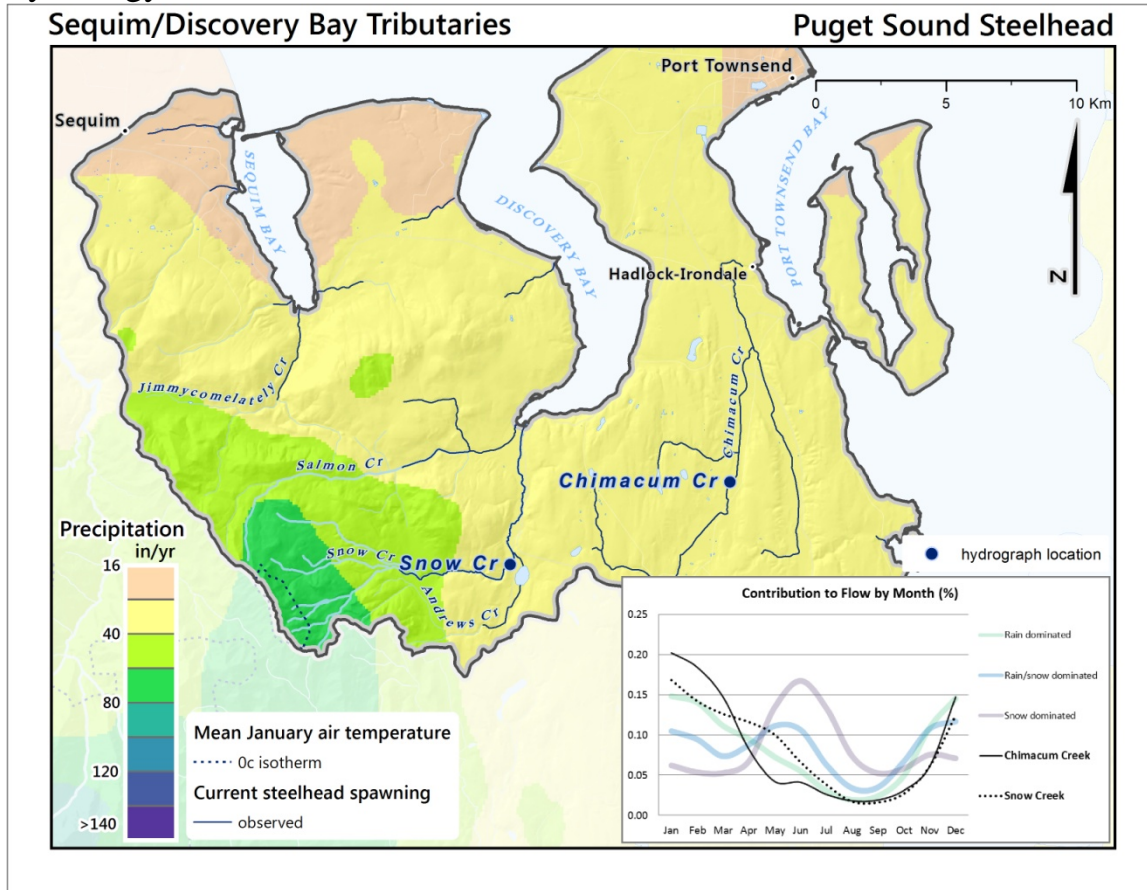 Sequim/Discovery Bay Tributaries
Puget Sound Steelhead
Port Townsend
0 5 10 Km
Sequim
SEQUIM BAY
DISCOVERY BAY
PORT TOWNSEND BAY
N
Hadlock-Irondale
Jimmycomelately Cr
Chimacum Cr
Salmon Cr
Chimacum Cr
Snow Cr
Snow Cr
Andrews Cr
hydrograph location
Precipitation
in/yr
16
40
80
120
>140
Mean January air temperature
0c isotherm
Current steelhead spawning
observed
Contribution to Flow by Month (%)
0.25
0.20
0.15
0.10
0.05
0.00
Jan Feb Mar Apr May Jun Jul Aug Sep Oct Nov Dec
Rain dominated
Rain/snow dominated
Snow dominated
Chimacum Creek
Snow Creek